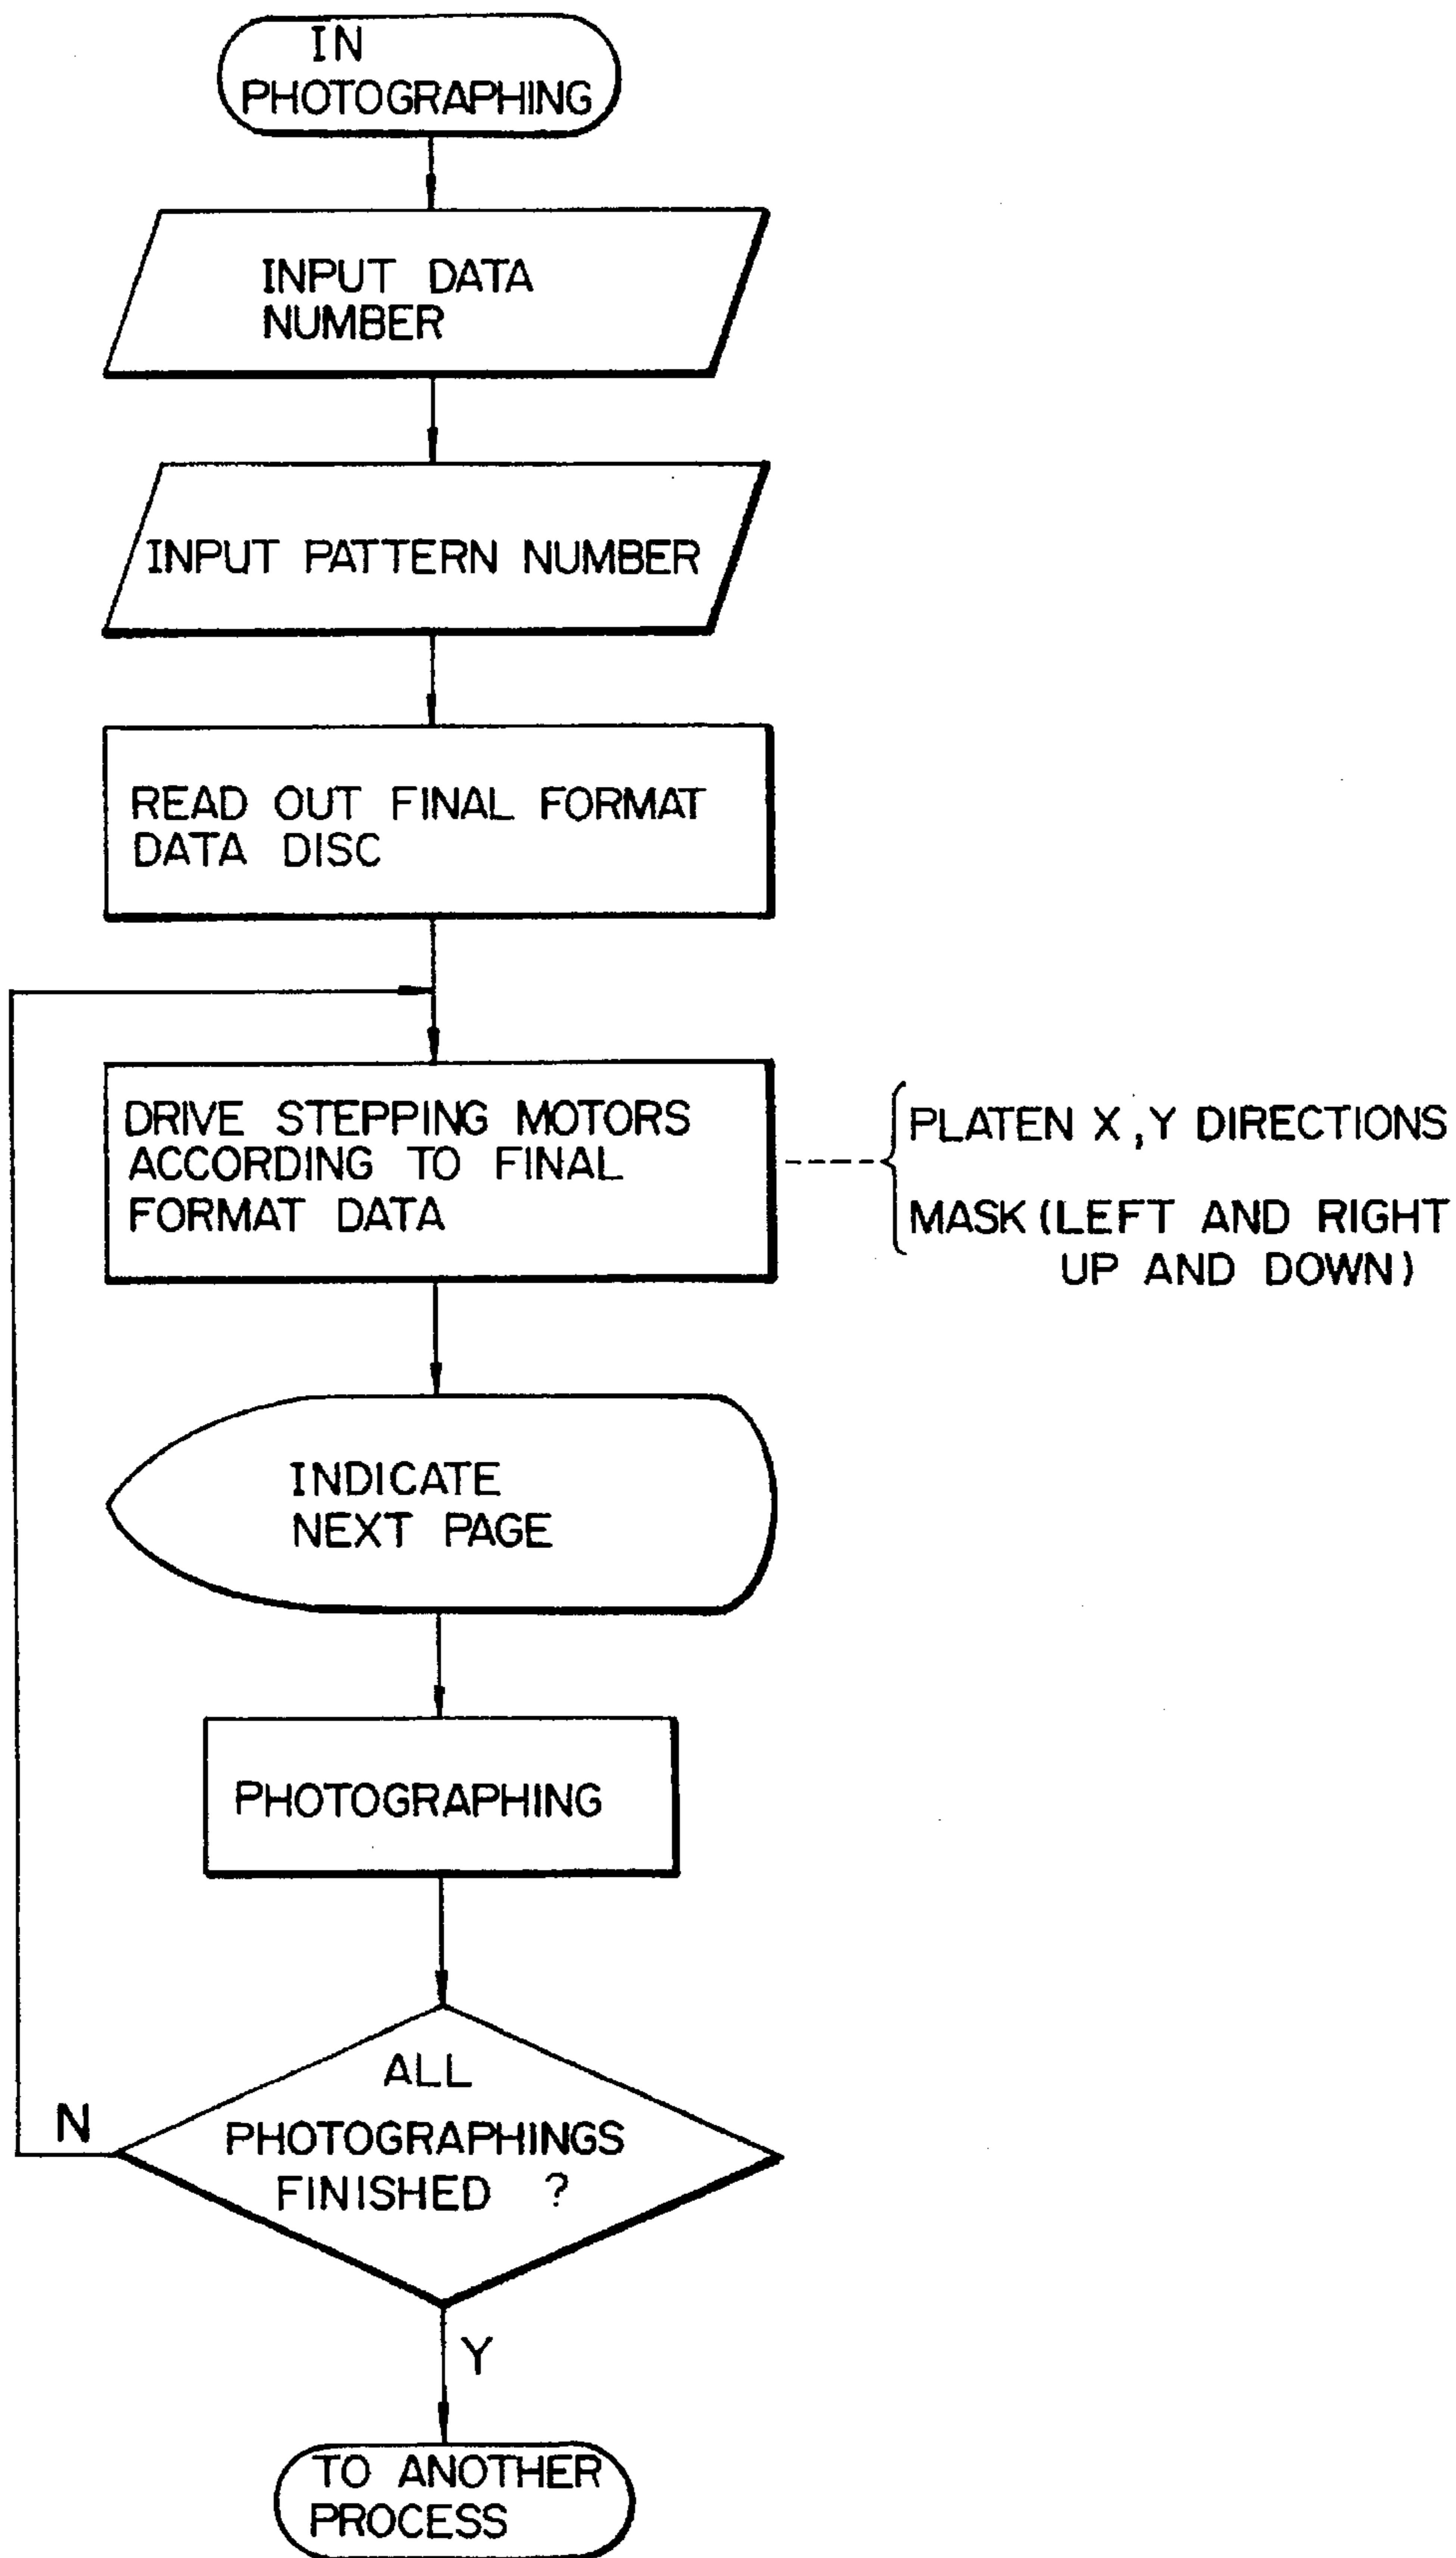 IN
PHOTOGRAPHING
INPUT DATA
NUMBER
INPUT PATTERN NUMBER
READ OUT FINAL FORMAT
DATA DISC
DRIVE STEPPING MOTORS
ACCORDING TO FINAL
FORMAT DATA
PLATEN X, Y DIRECTIONS
MASK (LEFT AND RIGHT
UP AND DOWN)
INDICATE
NEXT PAGE
PHOTOGRAPHING
ALL
PHOTOGRAPHINGS
FINISHED ?
N
Y
TO ANOTHER
PROCESS